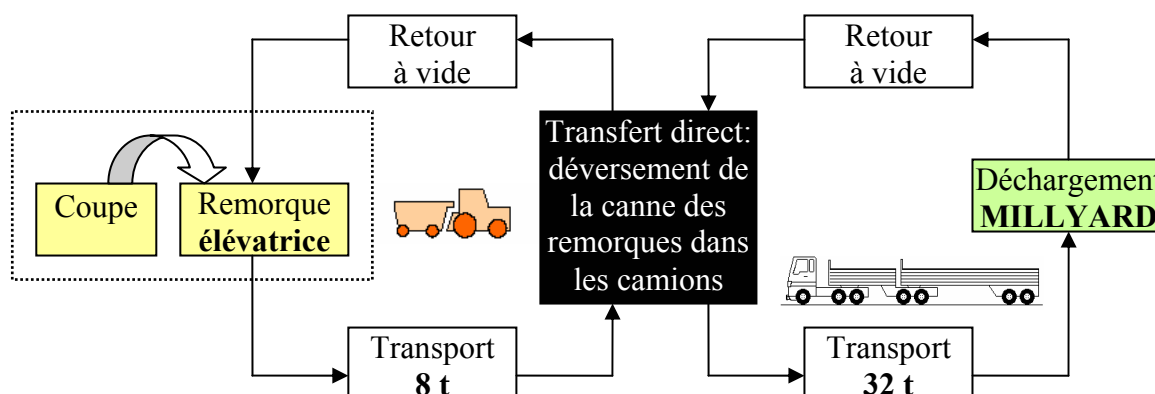 Retour
à vide
Retour
à vide
Transfert direct:
déversement de
la canne des
remorques dans
les camions
Coupe
Remorque
élévatrice
Déchargement
MILLYARD
Transport
8 t
Transport
32 t